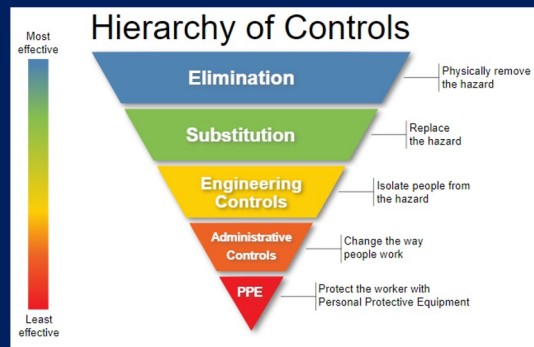 Hierarchy of Controls
Most
effective
Elimination
Physically remove
the hazard
Substitution
Replace
the hazard
Engineering
Controls
Isolate people from
the hazard
Administrative
Controls
Change the way
people work
PPE
Protect the worker with
Personal Protective Equipment
Least
effective